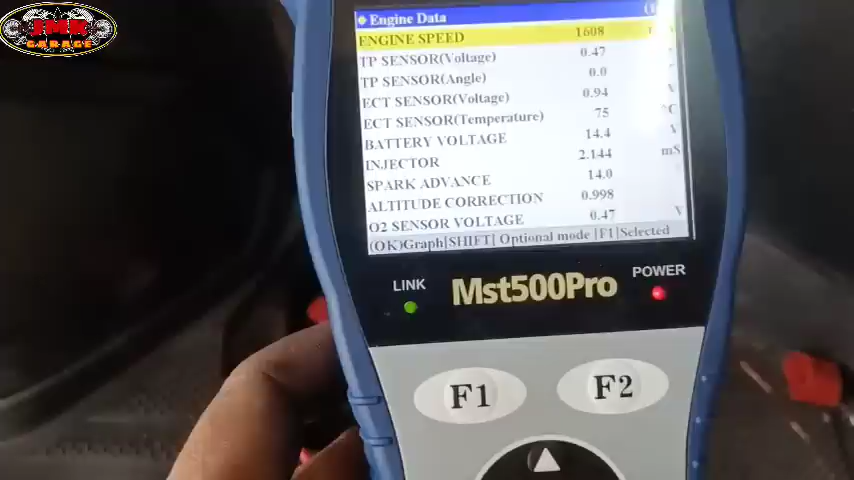 JMK
GARAGE
Engine Data
ENGINE SPEED 1608
TP SENSOR(Voltage) 0.47
TP SENSOR(Angle) 0.0
ECT SENSOR(Voltage) 0.94 V
ECT SENSOR(Temperature) 75 °C
BATTERY VOLTAGE 14.4 V
INJECTOR 2.144 mS
SPARK ADVANCE 14.0
ALTITUDE CORRECTION 0.998
O2 SENSOR VOLTAGE 0.47 V
(OK)Graph|SHIFT| Optional mode |F1|Selected
LINK
Mst500Pro
POWER
F1
F2